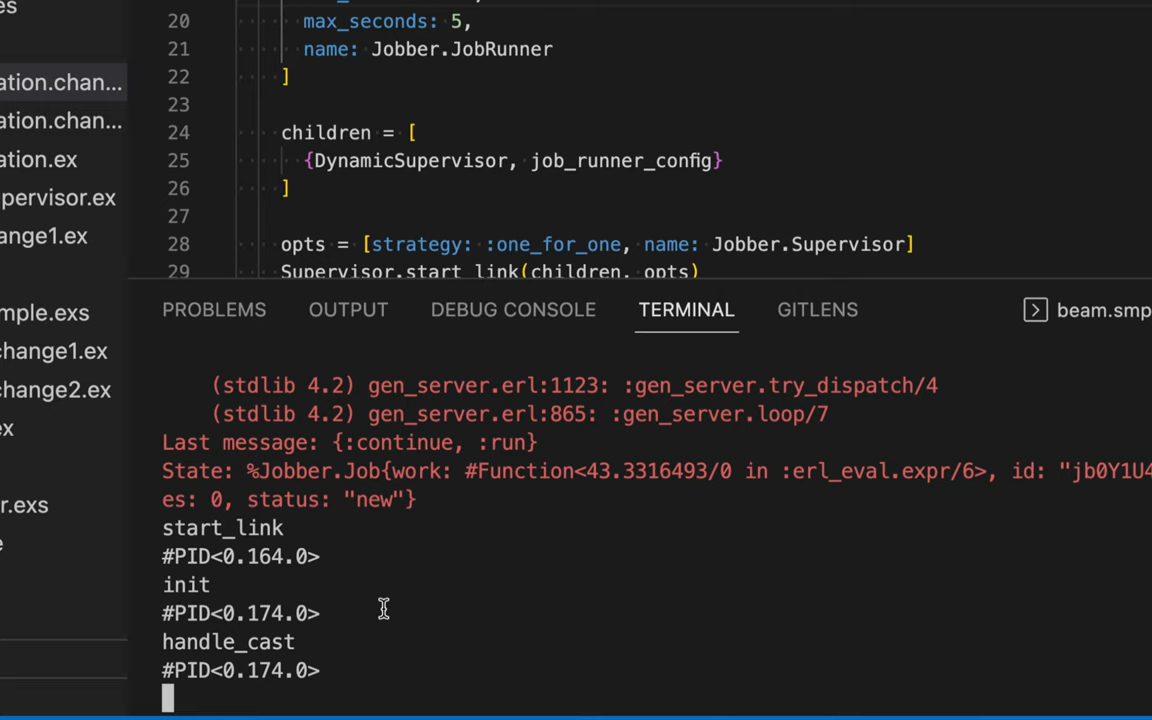 es
ation.chan...
ation.chan...
ation.ex
pervisor.ex
ange1.ex
mple.exs
change1.ex
change2.ex
ex
r.exs
e
20 max_seconds: 5,
21 name: Jobber.JobRunner
22 ]
23
24 children = [
25 {DynamicSupervisor, job_runner_config}
26 ]
27
28 opts = [strategy: :one_for_one, name: Jobber.Supervisor]
29 Supervisor.start_link(children, opts)
PROBLEMS OUTPUT DEBUG CONSOLE TERMINAL GITLENS beam.smp
(stdlib 4.2) gen_server.erl:1123: :gen_server.try_dispatch/4
(stdlib 4.2) gen_server.erl:865: :gen_server.loop/7
Last message: {:continue, :run}
State: %Jobber.Job{work: #Function<43.3316493/0 in :erl_eval.expr/6>, id: "jb0Y1U4
es: 0, status: "new"}
start_link
#PID<0.164.0>
init
#PID<0.174.0>
handle_cast
#PID<0.174.0>